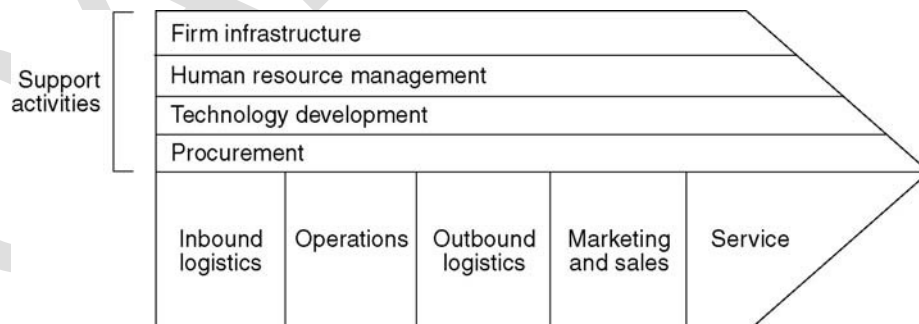 Firm infrastructure
Human resource management
Support
activities
Technology development
Procurement
Inbound
logistics
Operations
Outbound
logistics
Marketing
and sales
Service